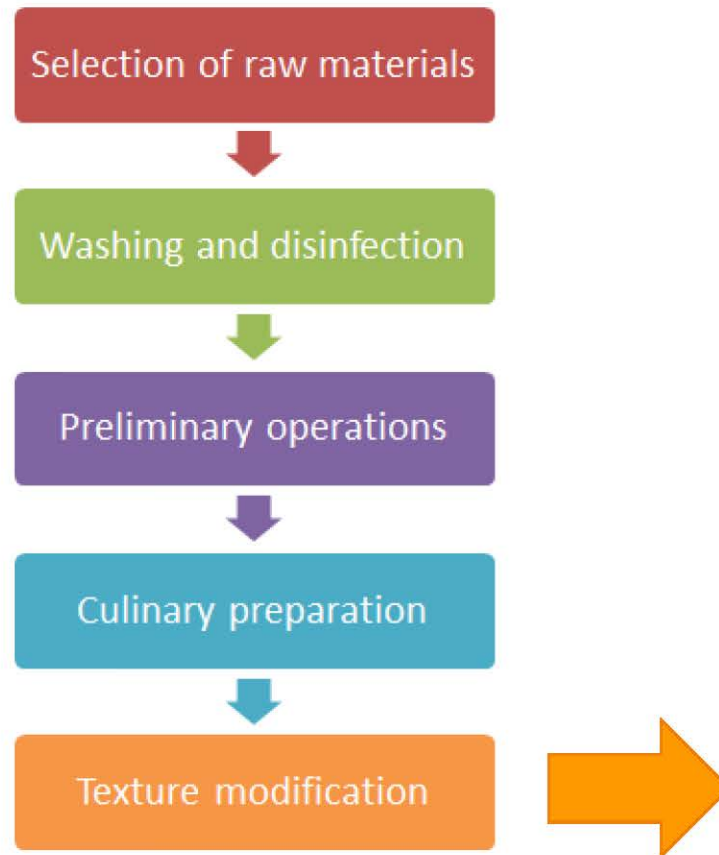 Selection of raw materials
Washing and disinfection
Preliminary operations
Culinary preparation
Texture modification